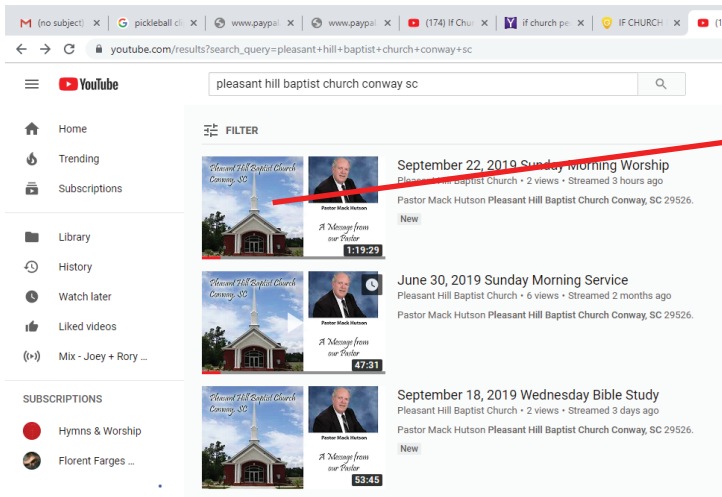 (no subject)
pickleball cli
www.paypal
www.paypal
(174) If Chur
if church pe
IF CHURCH
youtube.com/results?search_query=pleasant+hill+baptist+church+conway+sc
YouTube
pleasant hill baptist church conway sc
Home
Trending
Subscriptions
Library
History
Watch later
Liked videos
Mix - Joey + Rory ...
SUBSCRIPTIONS
Hymns & Worship
Florent Farges ...
FILTER
Pleasant Hill Baptist Church
Conway, SC
Pastor Mack Hutson
A Message from
our Pastor
1:19:29
September 22, 2019 Sunday Morning Worship
Pleasant Hill Baptist Church • 2 views • Streamed 3 hours ago
Pastor Mack Hutson Pleasant Hill Baptist Church Conway, SC 29526.
New
Pleasant Hill Baptist Church
Conway, SC
Pastor Mack Hutson
A Message from
our Pastor
47:31
June 30, 2019 Sunday Morning Service
Pleasant Hill Baptist Church • 6 views • Streamed 2 months ago
Pastor Mack Hutson Pleasant Hill Baptist Church Conway, SC 29526.
Pleasant Hill Baptist Church
Conway, SC
Pastor Mack Hutson
A Message from
our Pastor
53:45
September 18, 2019 Wednesday Bible Study
Pleasant Hill Baptist Church • 2 views • Streamed 3 days ago
Pastor Mack Hutson Pleasant Hill Baptist Church Conway, SC 29526.
New